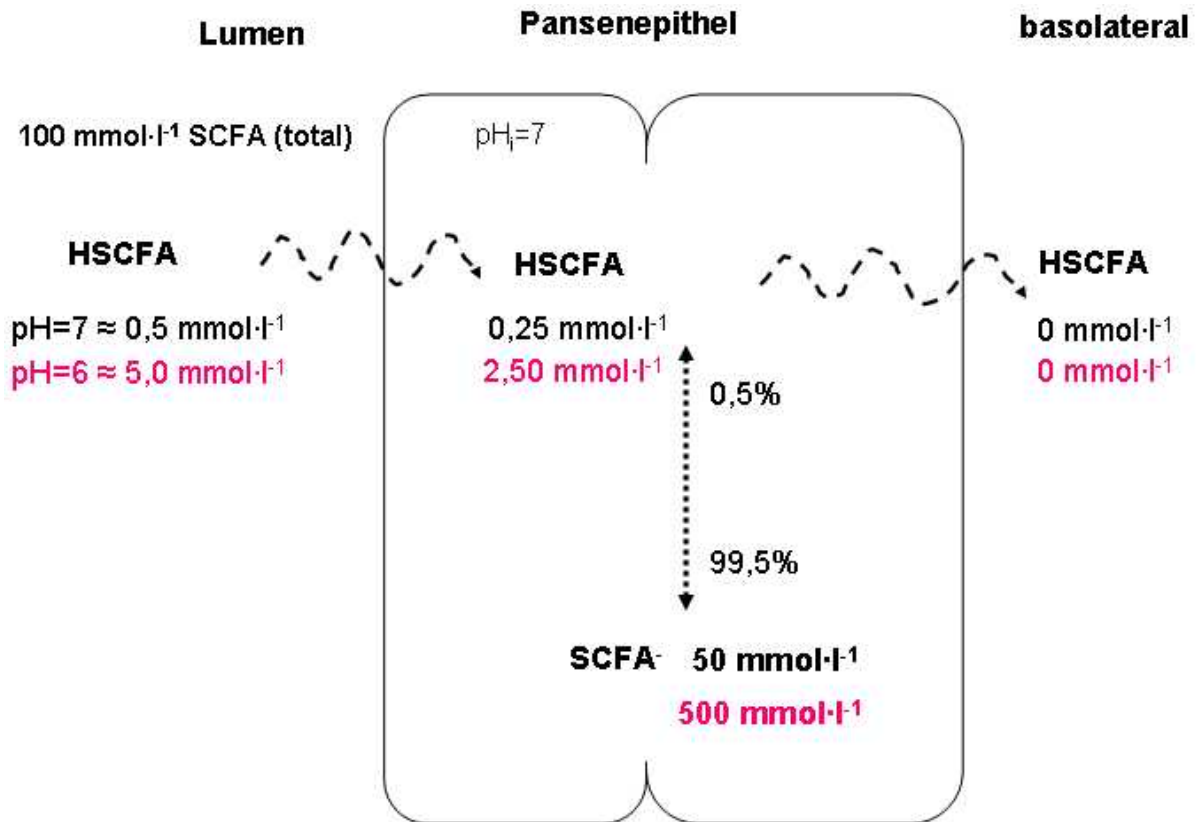 Lumen
Pansenepithel
basolateral
100 mmol·l-1 SCFA (total)
pHi=7
HSCFA
HSCFA
HSCFA
pH=7 ≈ 0,5 mmol·l-1
0,25 mmol·l-1
0 mmol·l-1
pH=6 ≈ 5,0 mmol·l-1
2,50 mmol·l-1
0 mmol·l-1
0,5%
99,5%
SCFA- 50 mmol·l-1
500 mmol·l-1